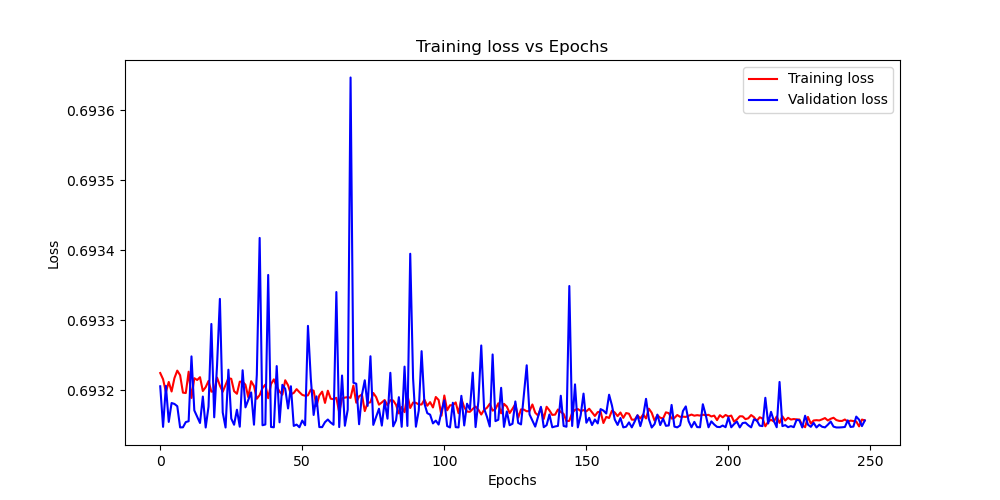 Training loss vs Epochs
Training loss
Validation loss
0.6936
0.6935
0.6934
0.6933
0.6932
Loss
0
50
100
150
200
250
Epochs